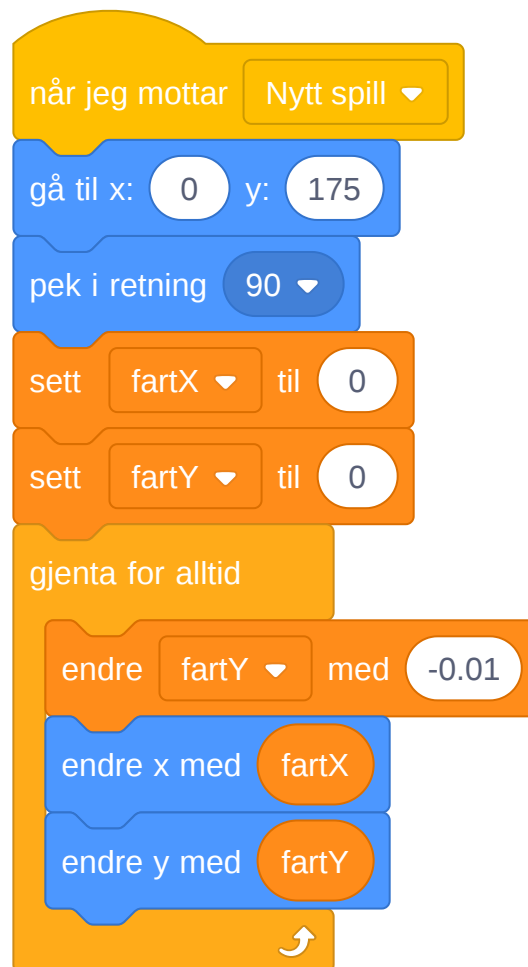 når jeg mottar Nytt spill
gå til x: 0 y: 175
pek i retning 90
sett fartX til 0
sett fartY til 0
gjenta for alltid
endre fartY med -0.01
endre x med fartX
endre y med fartY